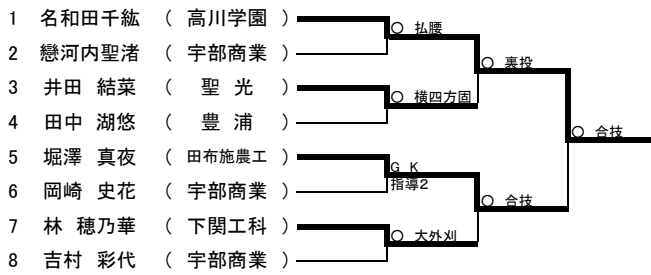 1 名和田千紘 ( 高川学園 )
○ 払腰
2 戀河内聖渚 ( 宇部商業 )
○ 裏投
3 井田 結菜 ( 聖 光 )
○ 横四方固
4 田中 湖悠 ( 豊 浦 )
○ 合技
5 堀澤 真夜 ( 田布施農工 )
G K
指導2
6 岡崎 史花 ( 宇部商業 )
○ 合技
7 林 穂乃華 ( 下関工科 )
○ 大外刈
8 吉村 彩代 ( 宇部商業 )